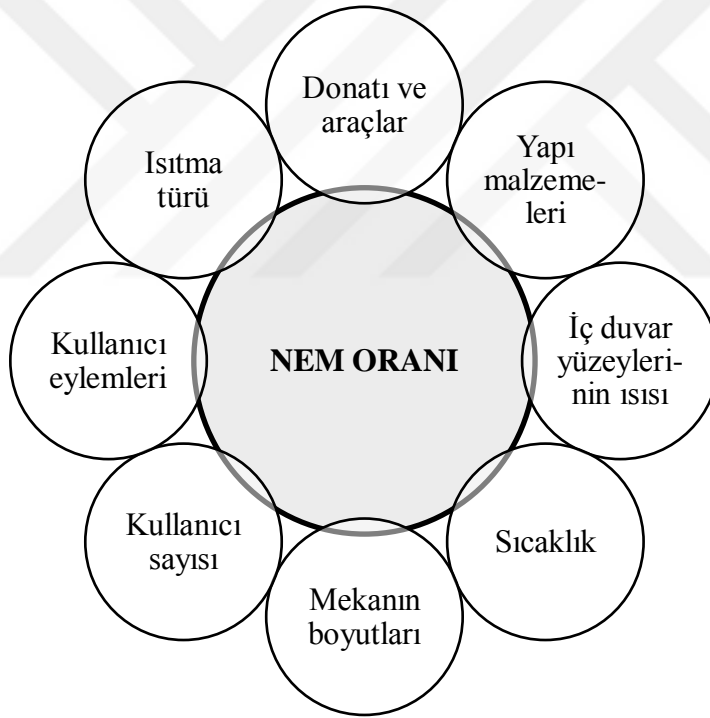 Donatı ve
araçlar
Yapı
malzeme-
leri
İç duvar
yüzeyleri-
nin ısısı
Sıcaklık
Mekanın
boyutları
Kullanıcı
sayısı
Kullanıcı
eylemleri
Isıtma
türü
NEM ORANI